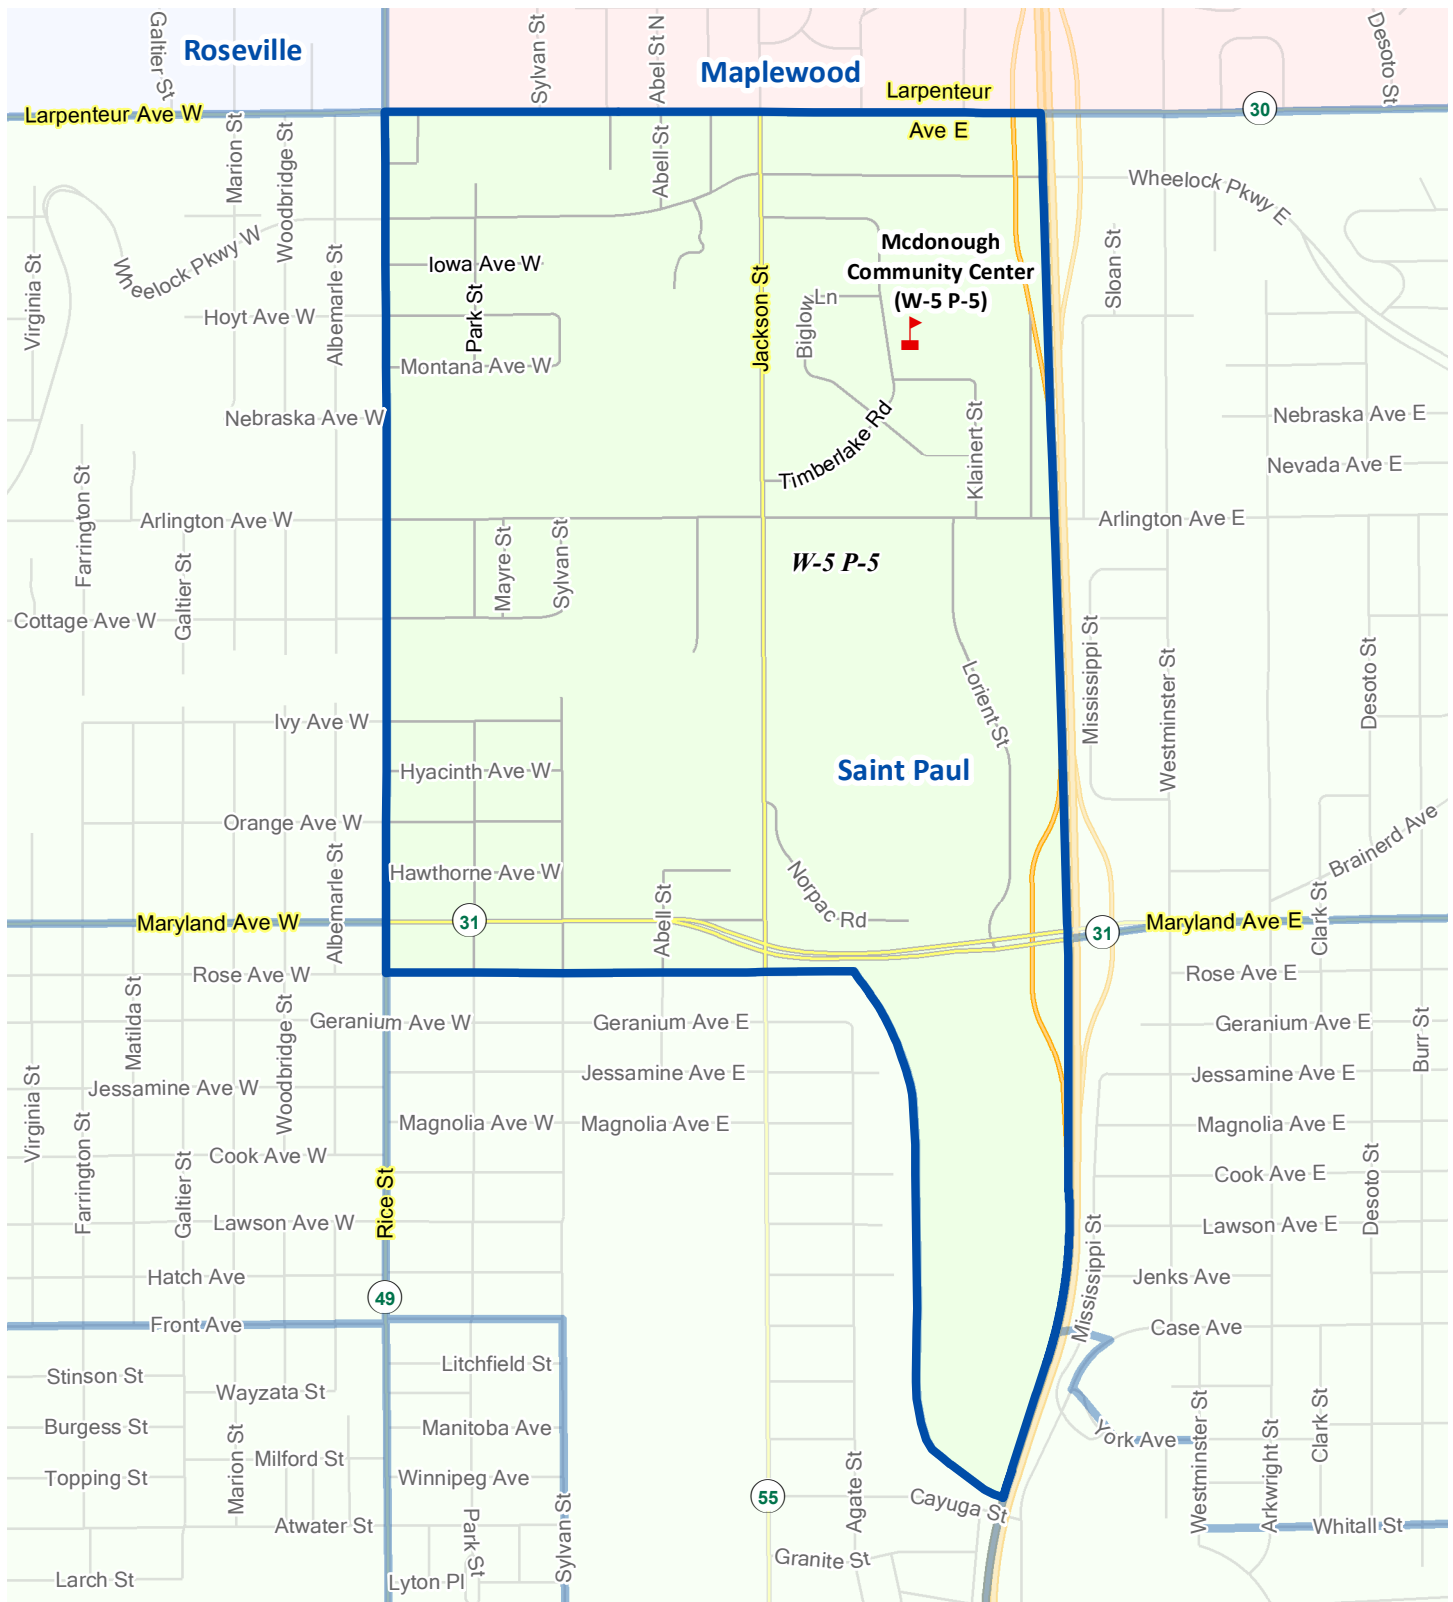 Galtier St
Sylvan St
Abel St N
Desoto St
Roseville
Maplewood
Larpenteur
Ave E
30
Larpenteur Ave W
Marion St
Woodbridge St
Abell St
Wheelock Pkwy E
Wheelock Pkwy W
Virginia St
Albemarle St
Iowa Ave W
Park St
Hoyt Ave W
Montana Ave W
Nebraska Ave W
Jackson St
Mcdonough
Community Center
(W-5 P-5)
Biglow
Ln
Sloan St
Timberlake Rd
Klainert St
Nebraska Ave E
Nevada Ave E
Farrington St
Arlington Ave W
Arlington Ave E
Galtier St
Mayre St
Sylvan St
W-5 P-5
Cottage Ave W
Mississippi St
Westminster St
Desoto St
Lorient St
Ivy Ave W
Hyacinth Ave W
Saint Paul
Orange Ave W
Brainerd Ave
Albemarle St
Hawthorne Ave W
Norpac Rd
Abell St
Clark St
Maryland Ave W
31
31
Maryland Ave E
Rose Ave W
Rose Ave E
Matilda St
Woodbridge St
Geranium Ave W
Geranium Ave E
Geranium Ave E
Burr St
Virginia St
Jessamine Ave W
Jessamine Ave E
Jessamine Ave E
Farrington St
Magnolia Ave W
Magnolia Ave E
Magnolia Ave E
Galtier St
Cook Ave W
Cook Ave E
Desoto St
Rice St
Lawson Ave W
Lawson Ave E
Mississippi St
Hatch Ave
Jenks Ave
49
Front Ave
Case Ave
Stinson St
Wayzata St
Litchfield St
Burgess St
Marion St
Manitoba Ave
York Ave
Westminster St
Arkwright St
Clark St
Milford St
Topping St
Winnipeg Ave
Agate St
55
Cayuga St
Atwater St
Park St
Sylvan St
Whitall St
Granite St
Larch St
Lyton Pl